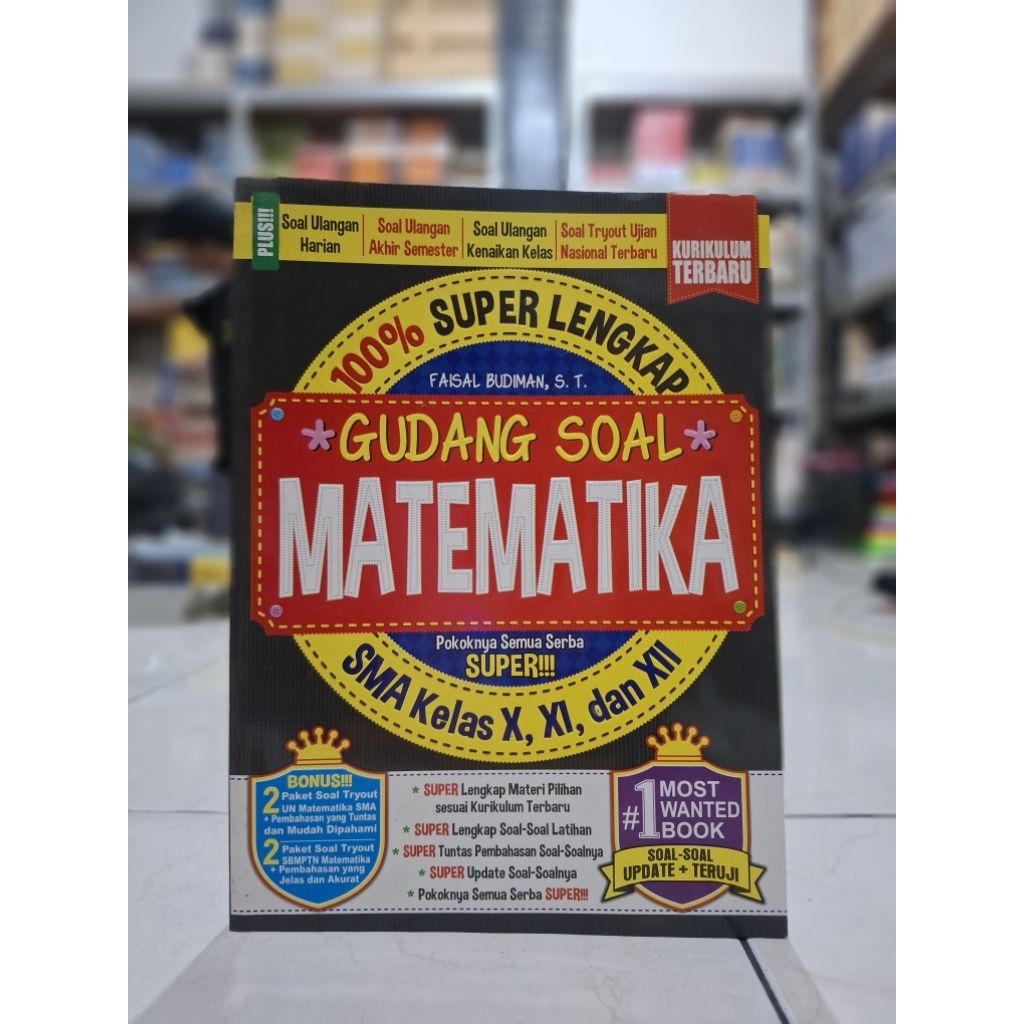 PLUS!!!
Soal Ulangan
Harian
Soal Ulangan
Akhir Semester
Soal Ulangan
Kenaikan Kelas
Soal Tryout Ujian
Nasional Terbaru
KURIKULUM
TERBARU
100% SUPER LENGKAP
FAISAL BUDIMAN, S. T.
GUDANG SOAL
MATEMATIKA
Pokoknya Semua Serba
SUPER!!!
SMA Kelas X, XI, dan XII
BONUS!!!
2 Paket Soal Tryout
UN Matematika SMA
+ Pembahasan yang Tuntas
dan Mudah Dipahami
2 Paket Soal Tryout
SBMPTN Matematika
+ Pembahasan yang
Jelas dan Akurat
* SUPER Lengkap Materi Pilihan
sesuai Kurikulum Terbaru
* SUPER Lengkap Soal-Soal Latihan
* SUPER Tuntas Pembahasan Soal-Soalnya
* SUPER Update Soal-Soalnya
* Pokoknya Semua Serba SUPER!!!
#1 MOST
WANTED
BOOK
SOAL-SOAL
UPDATE + TERUJI